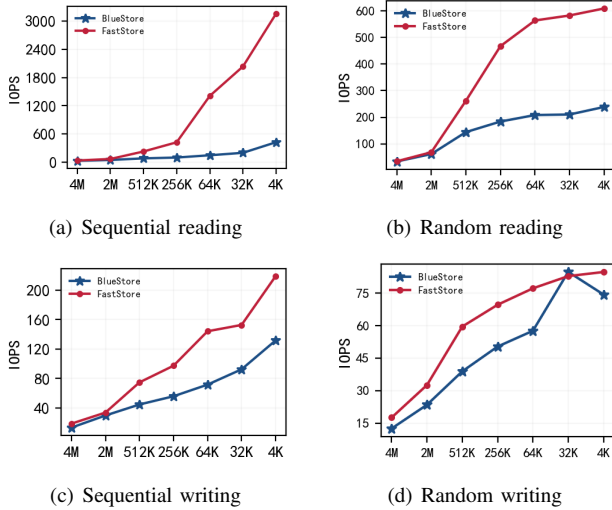 3000
2400
1800
1200
600
0
IOPS
BlueStore
FastStore
4M 2M 512K 256K 64K 32K 4K
(a) Sequential reading
600
500
400
300
200
100
IOPS
BlueStore
FastStore
4M 2M 512K 256K 64K 32K 4K
(b) Random reading
200
160
120
80
40
IOPS
BlueStore
FastStore
4M 2M 512K 256K 64K 32K 4K
(c) Sequential writing
75
60
45
30
15
IOPS
BlueStore
FastStore
4M 2M 512K 256K 64K 32K 4K
(d) Random writing